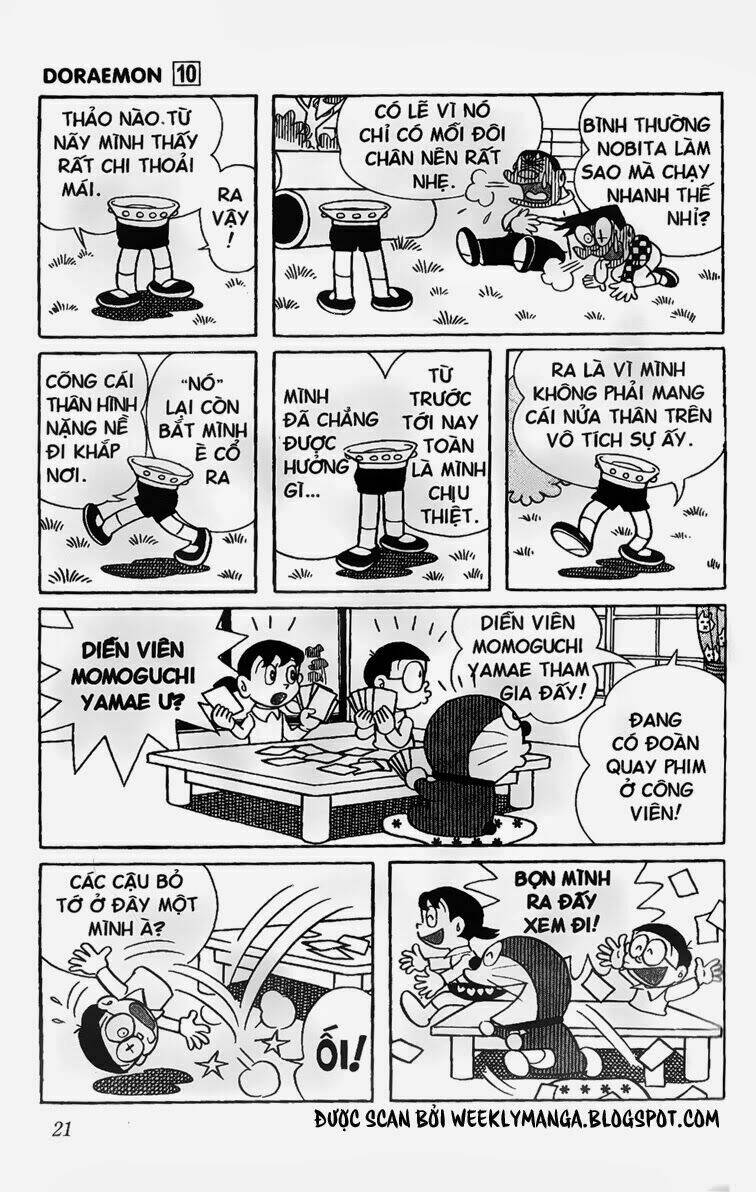 DORAEMON 10
THẢO NÀO.TỪ
NÃY MÌNH THẤY
RẤT CHI THOẢI
MÁI.
RA
VẬY
!
CÓ LẼ VÌ NÓ
CHỈ CÓ MỖI ĐÔI
CHÂN NÊN RẤT
NHẸ.
BÌNH THƯỜNG
NOBITA LÀM
SAO MÀ CHẠY
NHANH THẾ
NHỈ?
CÕNG CÁI
THÂN HÌNH
NẶNG NỀ
ĐI KHẮP
NƠI.
"NÓ"
LẠI CÒN
BẮT MÌNH
È CỔ
RA
MÌNH
ĐÃ CHẲNG
ĐƯỢC
HƯỞNG
GÌ...
TỪ
TRƯỚC
TỚI NAY
TOÀN
LÀ MÌNH
CHỊU
THIỆT.
RA LÀ VÌ MÌNH
KHÔNG PHẢI MANG
CÁI NỬA THÂN TRÊN
VÔ TÍCH SỰ ẤY.
DIỄN VIÊN
MOMOGUCHI
YAMAE Ư?
DIỄN VIÊN
MOMOGUCHI
YAMAE THAM
GIA ĐẤY!
ĐANG
CÓ ĐOÀN
QUAY PHIM
Ở CÔNG
VIÊN!
CÁC CẬU BỎ
TỚ Ở ĐÂY MỘT
MÌNH À?
ỐI!
BỌN MÌNH
RA ĐẤY
XEM ĐI!
21
ĐƯỢC SCAN BỞI WEEKLYMANGA.BLOGSPOT.COM